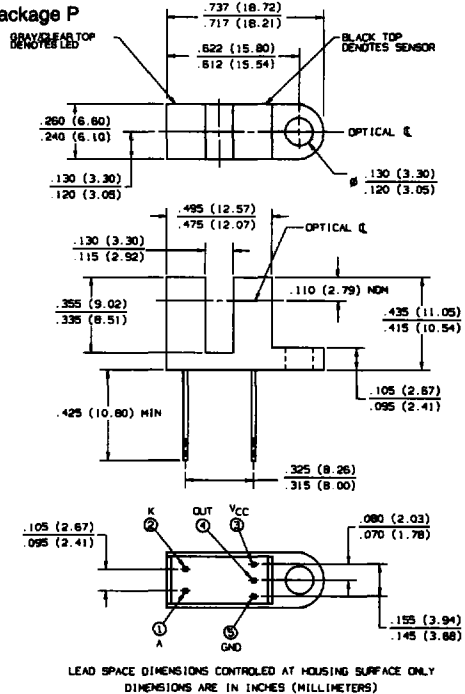 ackage P
.737 (18.72)
.717 (18.21)
GRAY/CLEAR TOP
DENOTES LED
BLACK TOP
DENOTES SENSOR
.622 (15.80)
.612 (15.54)
.260 (6.60)
.240 (6.10)
OPTICAL ℄
.130 (3.30)
.120 (3.05)
ø .130 (3.30)
.120 (3.05)
.495 (12.57)
.475 (12.07)
OPTICAL ℄
.130 (3.30)
.115 (2.92)
.110 (2.79) NOM
.355 (9.02)
.335 (8.51)
.435 (11.05)
.415 (10.54)
.105 (2.67)
.095 (2.41)
.425 (10.80) MIN
.325 (8.26)
.315 (8.00)
K OUT VCC
② ④ ③
.105 (2.67)
.095 (2.41)
.080 (2.03)
.070 (1.78)
① ⑤
A GND
.155 (3.94)
.145 (3.68)
LEAD SPACE DIMENSIONS CONTROLED AT HOUSING SURFACE ONLY
DIMENSIONS ARE IN INCHES (MILLIMETERS)